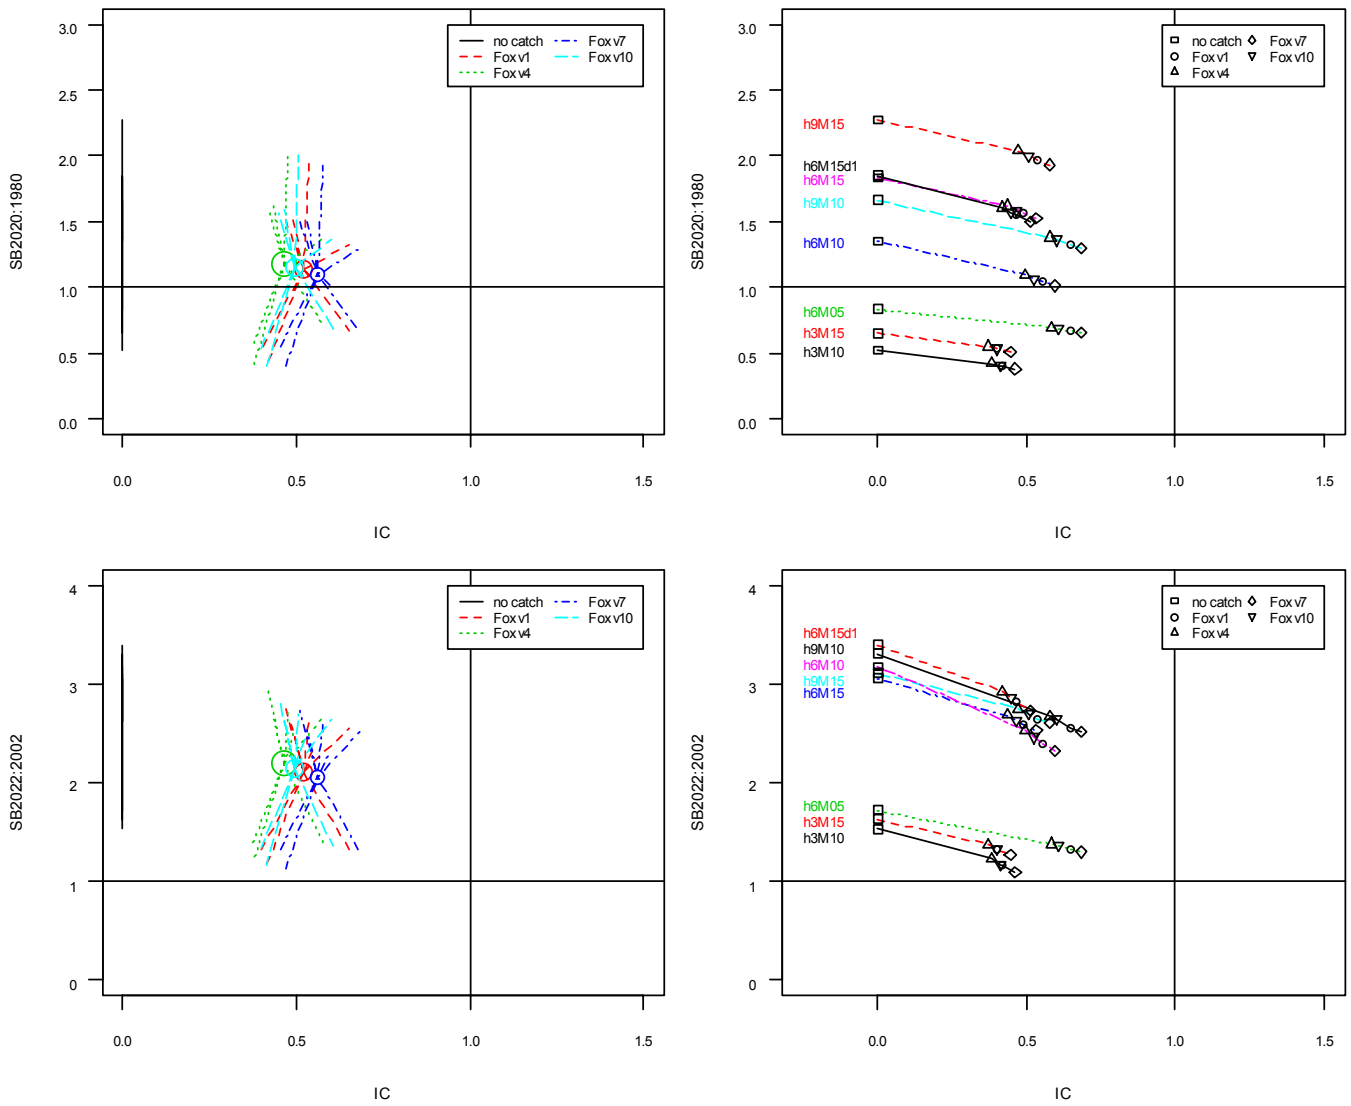 SB2020:1980
3.0
2.5
2.0
1.5
1.0
0.5
0.0
no catch
Fox v1
Fox v4
Fox v7
Fox v10
0.0 0.5 1.0 1.5
IC
SB2020:1980
3.0
2.5
2.0
1.5
1.0
0.5
0.0
no catch
Fox v1
Fox v4
Fox v7
Fox v10
h9M15
h6M15d1
h6M15
h9M10
h6M10
h6M05
h3M15
h3M10
0.0 0.5 1.0 1.5
IC
SB2022:2002
4
3
2
1
0
no catch
Fox v1
Fox v4
Fox v7
Fox v10
0.0 0.5 1.0 1.5
IC
SB2022:2002
4
3
2
1
0
no catch
Fox v1
Fox v4
Fox v7
Fox v10
h6M15d1
h9M10
h6M10
h9M15
h6M15
h6M05
h3M15
h3M10
0.0 0.5 1.0 1.5
IC